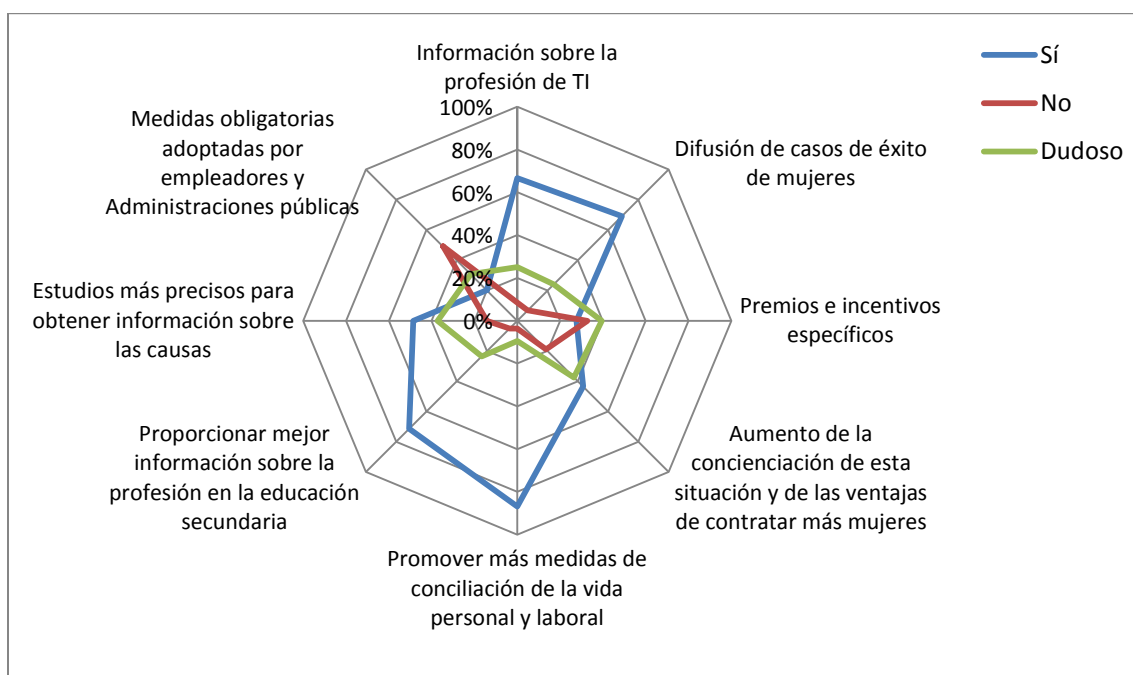 Información sobre la
profesión de TI
Sí
No
Dudoso
100%
80%
60%
40%
20%
0%
Difusión de casos de éxito
de mujeres
Premios e incentivos
específicos
Aumento de la
concienciación de esta
situación y de las ventajas
de contratar más mujeres
Promover más medidas de
conciliación de la vida
personal y laboral
Proporcionar mejor
información sobre la
profesión en la educación
secundaria
Estudios más precisos para
obtener información sobre
las causas
Medidas obligatorias
adoptadas por
empleadores y
Administraciones públicas